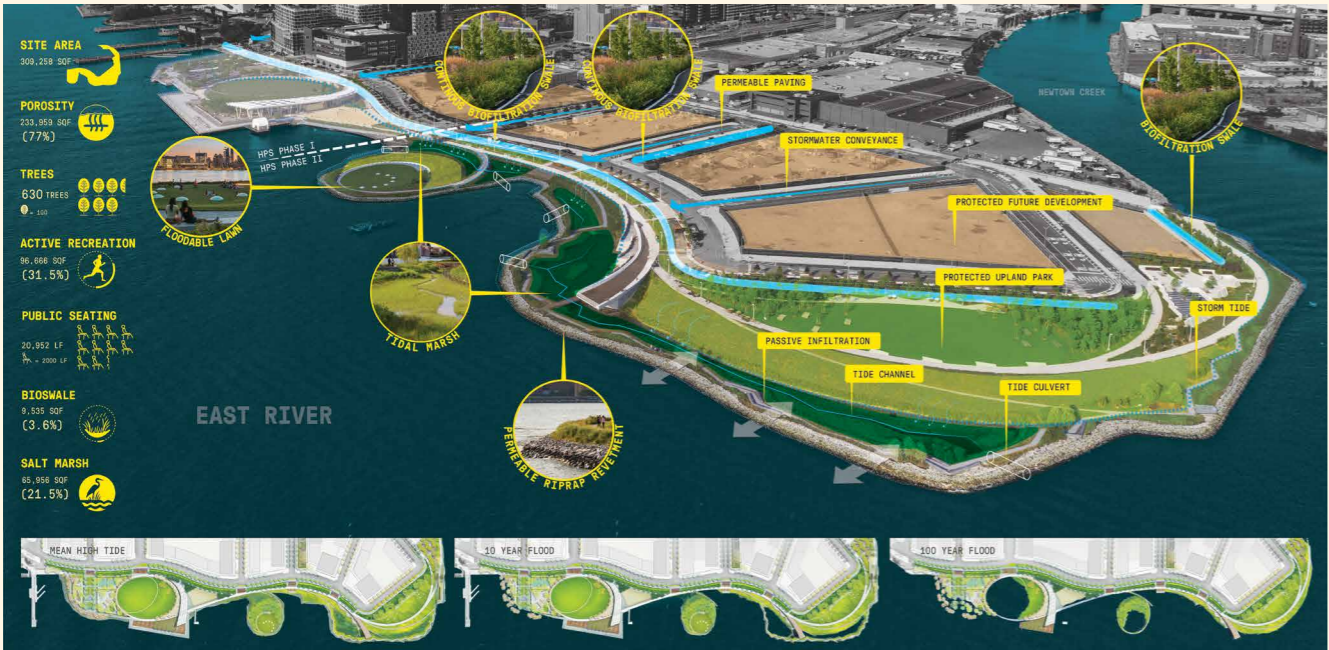 SITE AREA
309,258 SQF
POROSITY
233,959 SQF
(77%)
TREES
630 TREES
= 100
ACTIVE RECREATION
96,666 SQF
(31.5%)
PUBLIC SEATING
20,952 LF
= 2000 LF
BIOSWALE
9,535 SQF
(3.6%)
SALT MARSH
65,956 SQF
(21.5%)
HPS PHASE I
HPS PHASE II
FLOODABLE LAWN
TIDAL MARSH
CONTINOUS BIOFILTRATION SWALE
CONTINOUS BIOFILTRATION SWALE
PERMEABLE PAVING
STORMWATER CONVEYANCE
NEWTOWN CREEK
BIOFILTRATION SWALE
PROTECTED FUTURE DEVELOPMENT
PROTECTED UPLAND PARK
STORM TIDE
PASSIVE INFILTRATION
TIDE CHANNEL
TIDE CULVERT
PERMEABLE RIPRAP REVETMENT
EAST RIVER
MEAN HIGH TIDE
10 YEAR FLOOD
100 YEAR FLOOD